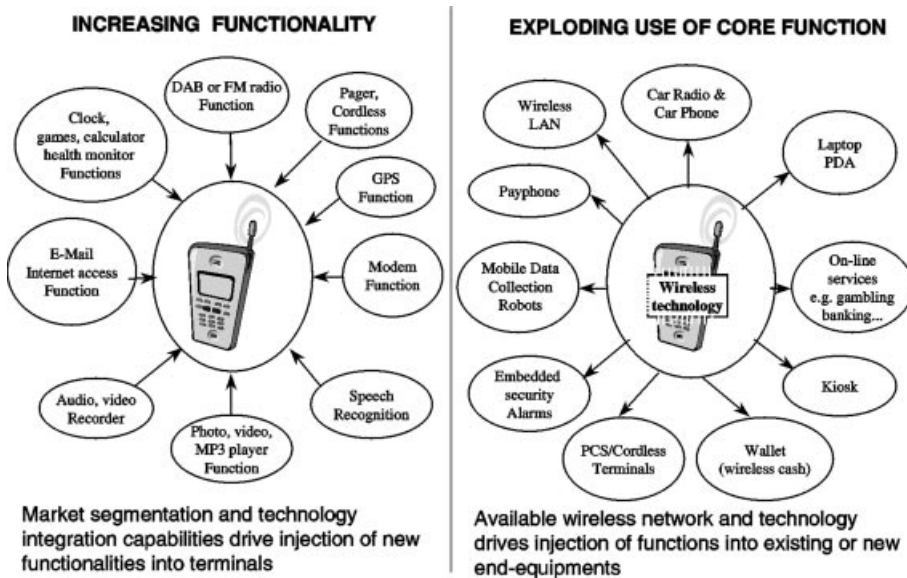 INCREASING FUNCTIONALITY
DAB or FM radio
Function
Pager,
Cordless
Functions
Clock,
games, calculator
health monitor
Functions
GPS
Function
E-Mail
Internet access
Function
Modem
Function
Audio, video
Recorder
Speech
Recognition
Photo, video,
MP3 player
Function
Market segmentation and technology
integration capabilities drive injection of new
functionalities into terminals
EXPLODING USE OF CORE FUNCTION
Wireless
LAN
Car Radio &
Car Phone
Laptop
PDA
Payphone
Mobile Data
Collection
Robots
Wireless
technology
On-line
services
e.g. gambling
banking...
Embedded
security
Alarms
Kiosk
PCS/Cordless
Terminals
Wallet
(wireless cash)
Available wireless network and technology
drives injection of functions into existing or new
end-equipments